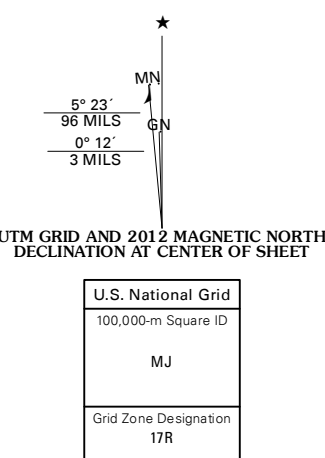 ★
MN
5° 23´
96 MILS
GN
0° 12´
3 MILS
UTM GRID AND 2012 MAGNETIC NORTH
DECLINATION AT CENTER OF SHEET
U.S. National Grid
100,000-m Square ID
MJ
Grid Zone Designation
17R